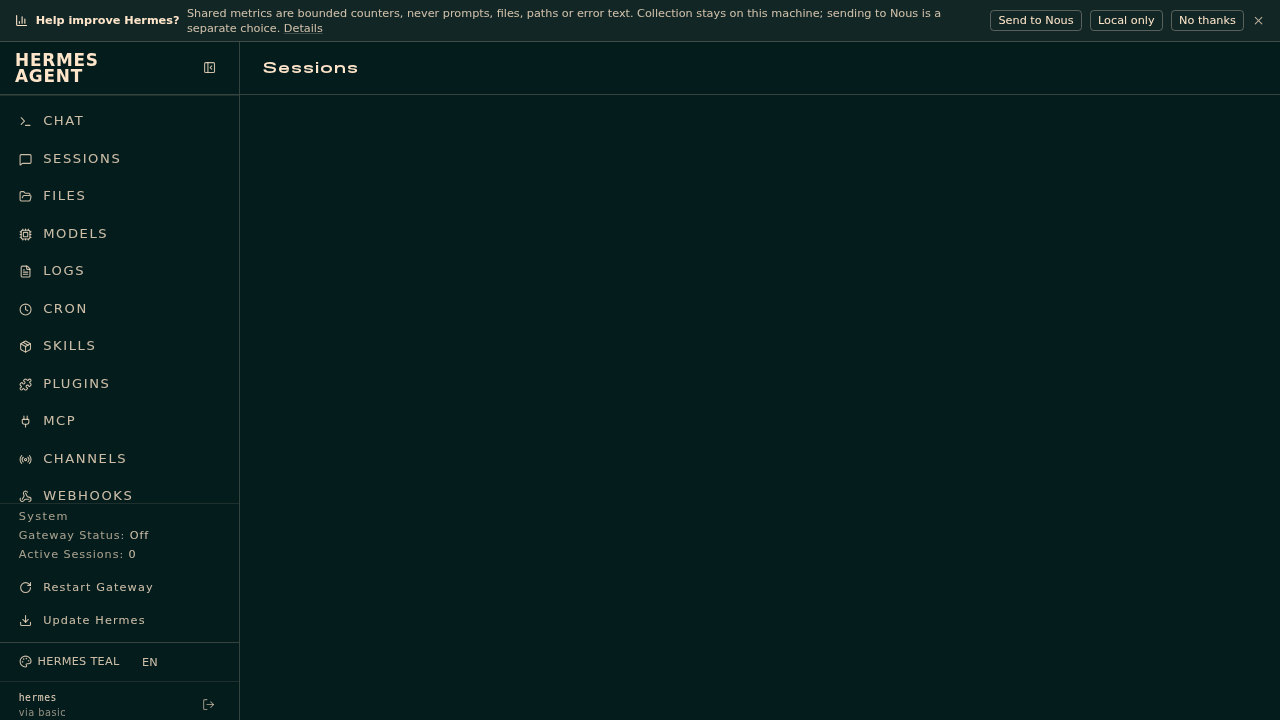 Help improve Hermes?
Shared metrics are bounded counters, never prompts, files, paths or error text. Collection stays on this machine; sending to Nous is a
separate choice. Details
Send to Nous
Local only
No thanks
HERMES
AGENT
Sessions
CHAT
SESSIONS
FILES
MODELS
LOGS
CRON
SKILLS
PLUGINS
MCP
CHANNELS
WEBHOOKS
System
Gateway Status: Off
Active Sessions: 0
Restart Gateway
Update Hermes
HERMES TEAL
EN
hermes
via basic